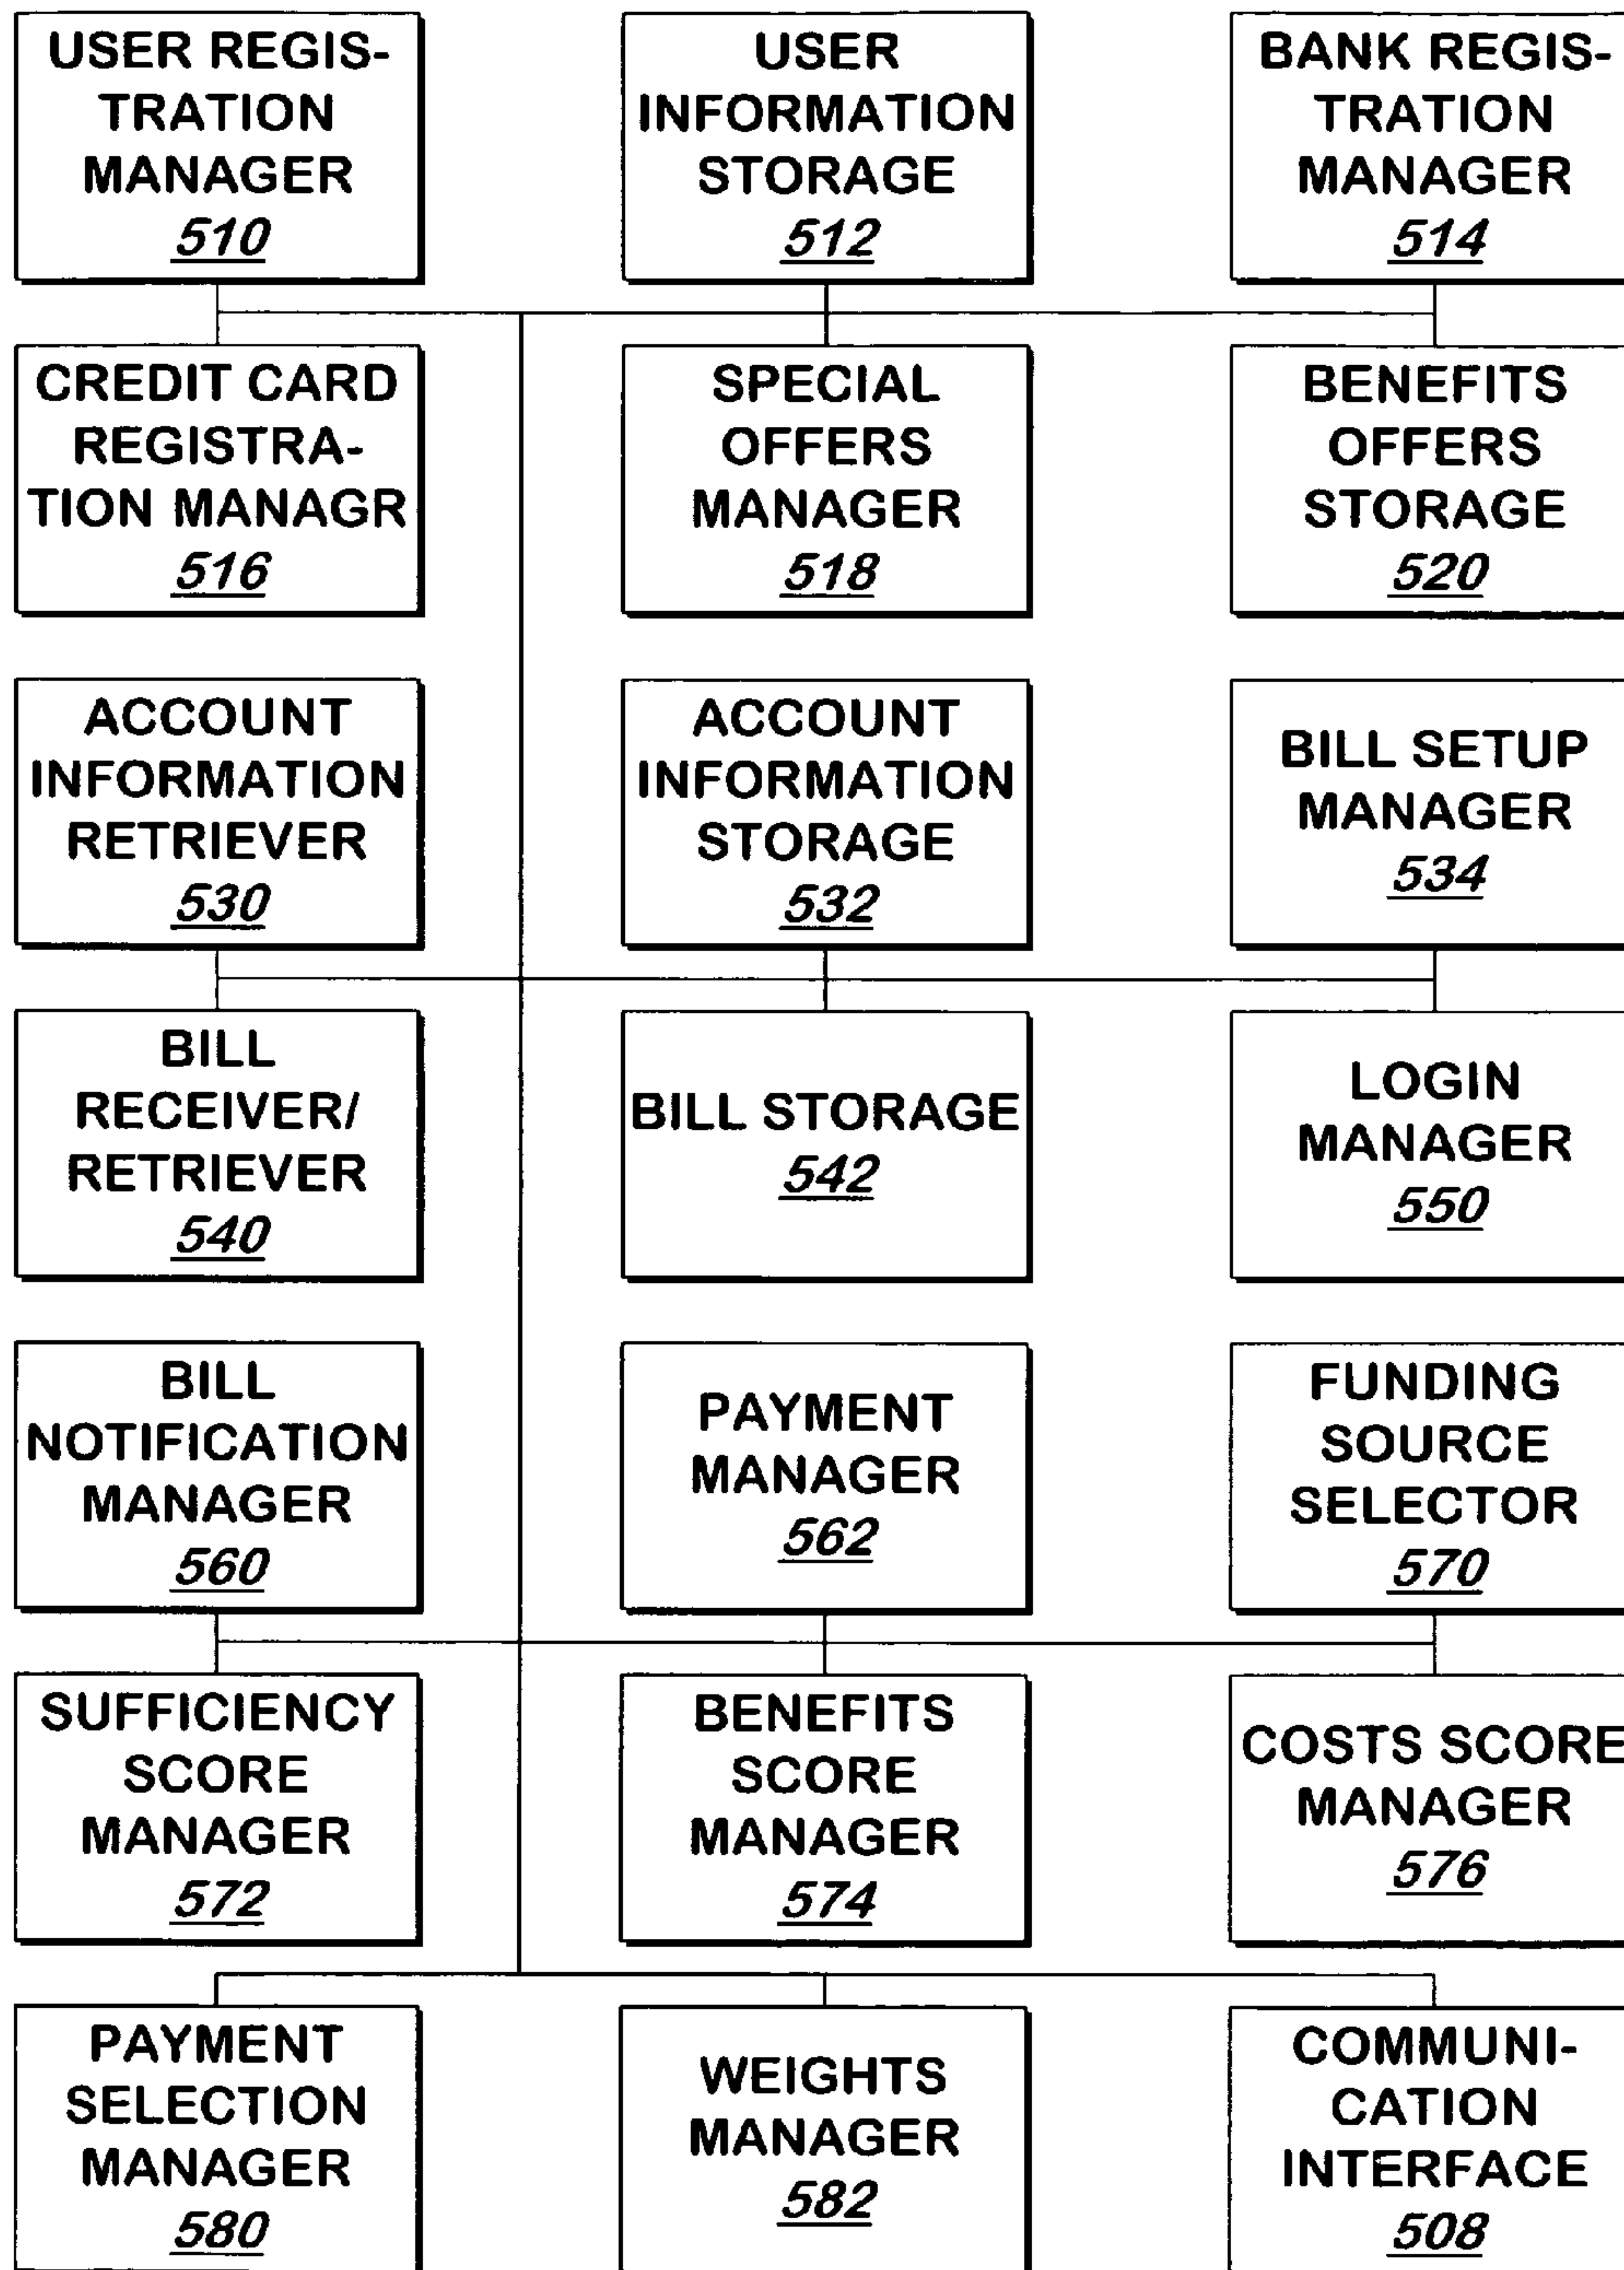 USER REGIS-
TRATION
MANAGER
510
USER
INFORMATION
STORAGE
512
BANK REGIS-
TRATION
MANAGER
514
CREDIT CARD
REGISTRA-
TION MANAGR
516
SPECIAL
OFFERS
MANAGER
518
BENEFITS
OFFERS
STORAGE
520
ACCOUNT
INFORMATION
RETRIEVER
530
ACCOUNT
INFORMATION
STORAGE
532
BILL SETUP
MANAGER
534
BILL
RECEIVER/
RETRIEVER
540
BILL STORAGE
542
LOGIN
MANAGER
550
BILL
NOTIFICATION
MANAGER
560
PAYMENT
MANAGER
562
FUNDING
SOURCE
SELECTOR
570
SUFFICIENCY
SCORE
MANAGER
572
BENEFITS
SCORE
MANAGER
574
COSTS SCORE
MANAGER
576
PAYMENT
SELECTION
MANAGER
580
WEIGHTS
MANAGER
582
COMMUNI-
CATION
INTERFACE
508